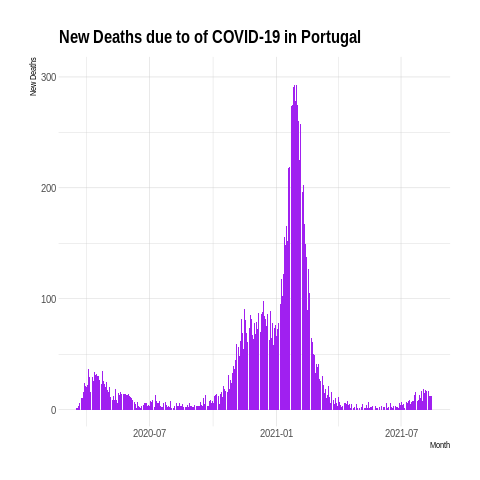 New Deaths due to of COVID-19 in Portugal
New Deaths
300
200
100
0
2020-07
2021-01
2021-07
Month